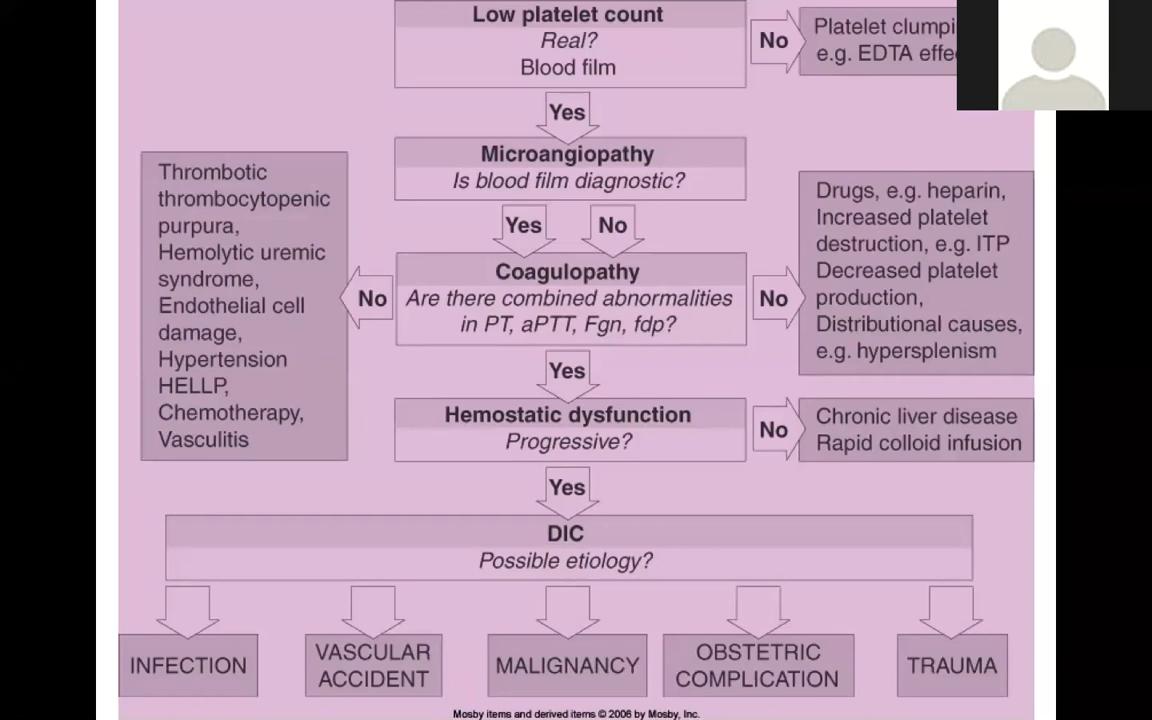 Low platelet count
Real?
Blood film
No
Platelet
e.g. EDTA
Yes
Microangiopathy
Is blood film diagnostic?
Yes
No
Thrombotic
thrombocytopenic
purpura,
Hemolytic uremic
syndrome,
Endothelial cell
damage,
Hypertension
HELLP,
Chemotherapy,
Vasculitis
No
Coagulopathy
Are there combined abnormalities
in PT, aPTT, Fgn, fdp?
No
Drugs, e.g. heparin,
Increased platelet
destruction, e.g. ITP
Decreased platelet
production,
Distributional causes,
e.g. hypersplenism
Yes
Hemostatic dysfunction
Progressive?
No
Chronic liver disease
Rapid colloid infusion
Yes
DIC
Possible etiology?
INFECTION
VASCULAR
ACCIDENT
MALIGNANCY
OBSTETRIC
COMPLICATION
TRAUMA
Mosby items and derived items © 2006 by Mosby, Inc.